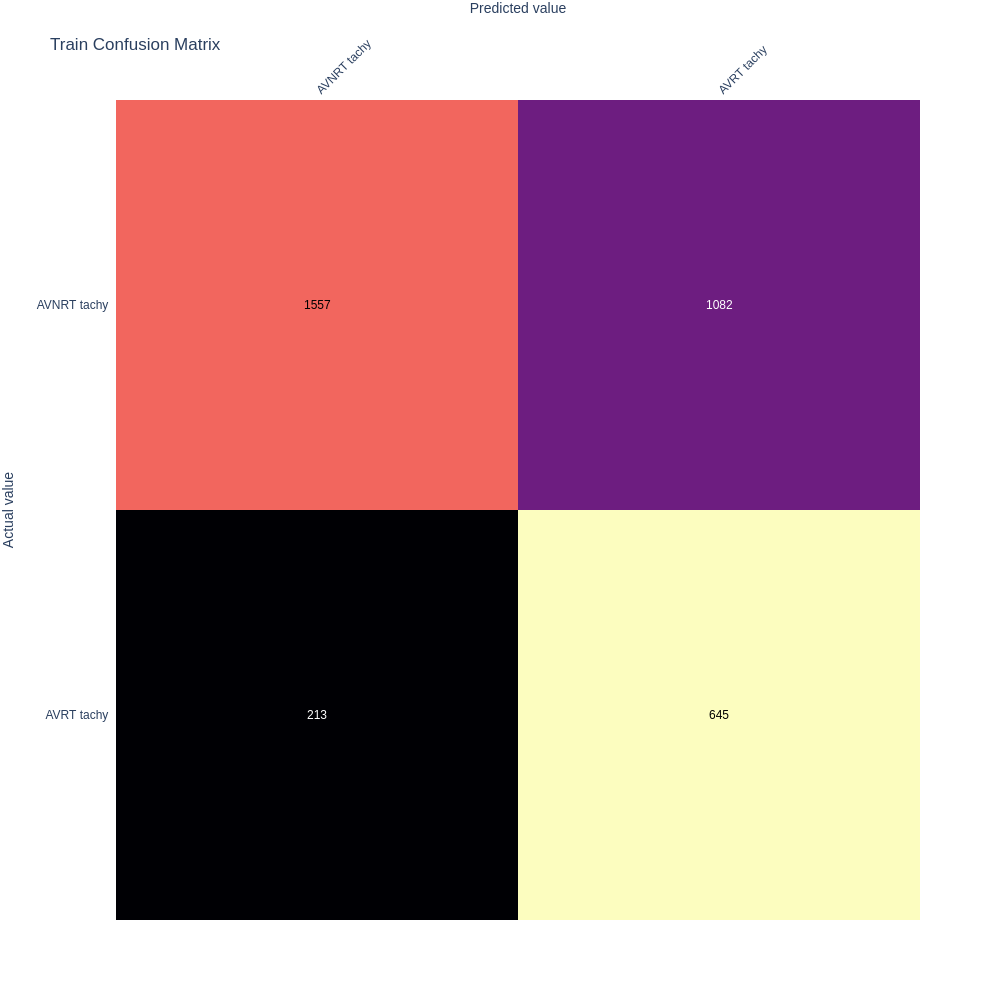 Predicted value
Train Confusion Matrix
AVNRT tachy
AVRT tachy
AVNRT tachy
1557
1082
Actual value
AVRT tachy
213
645